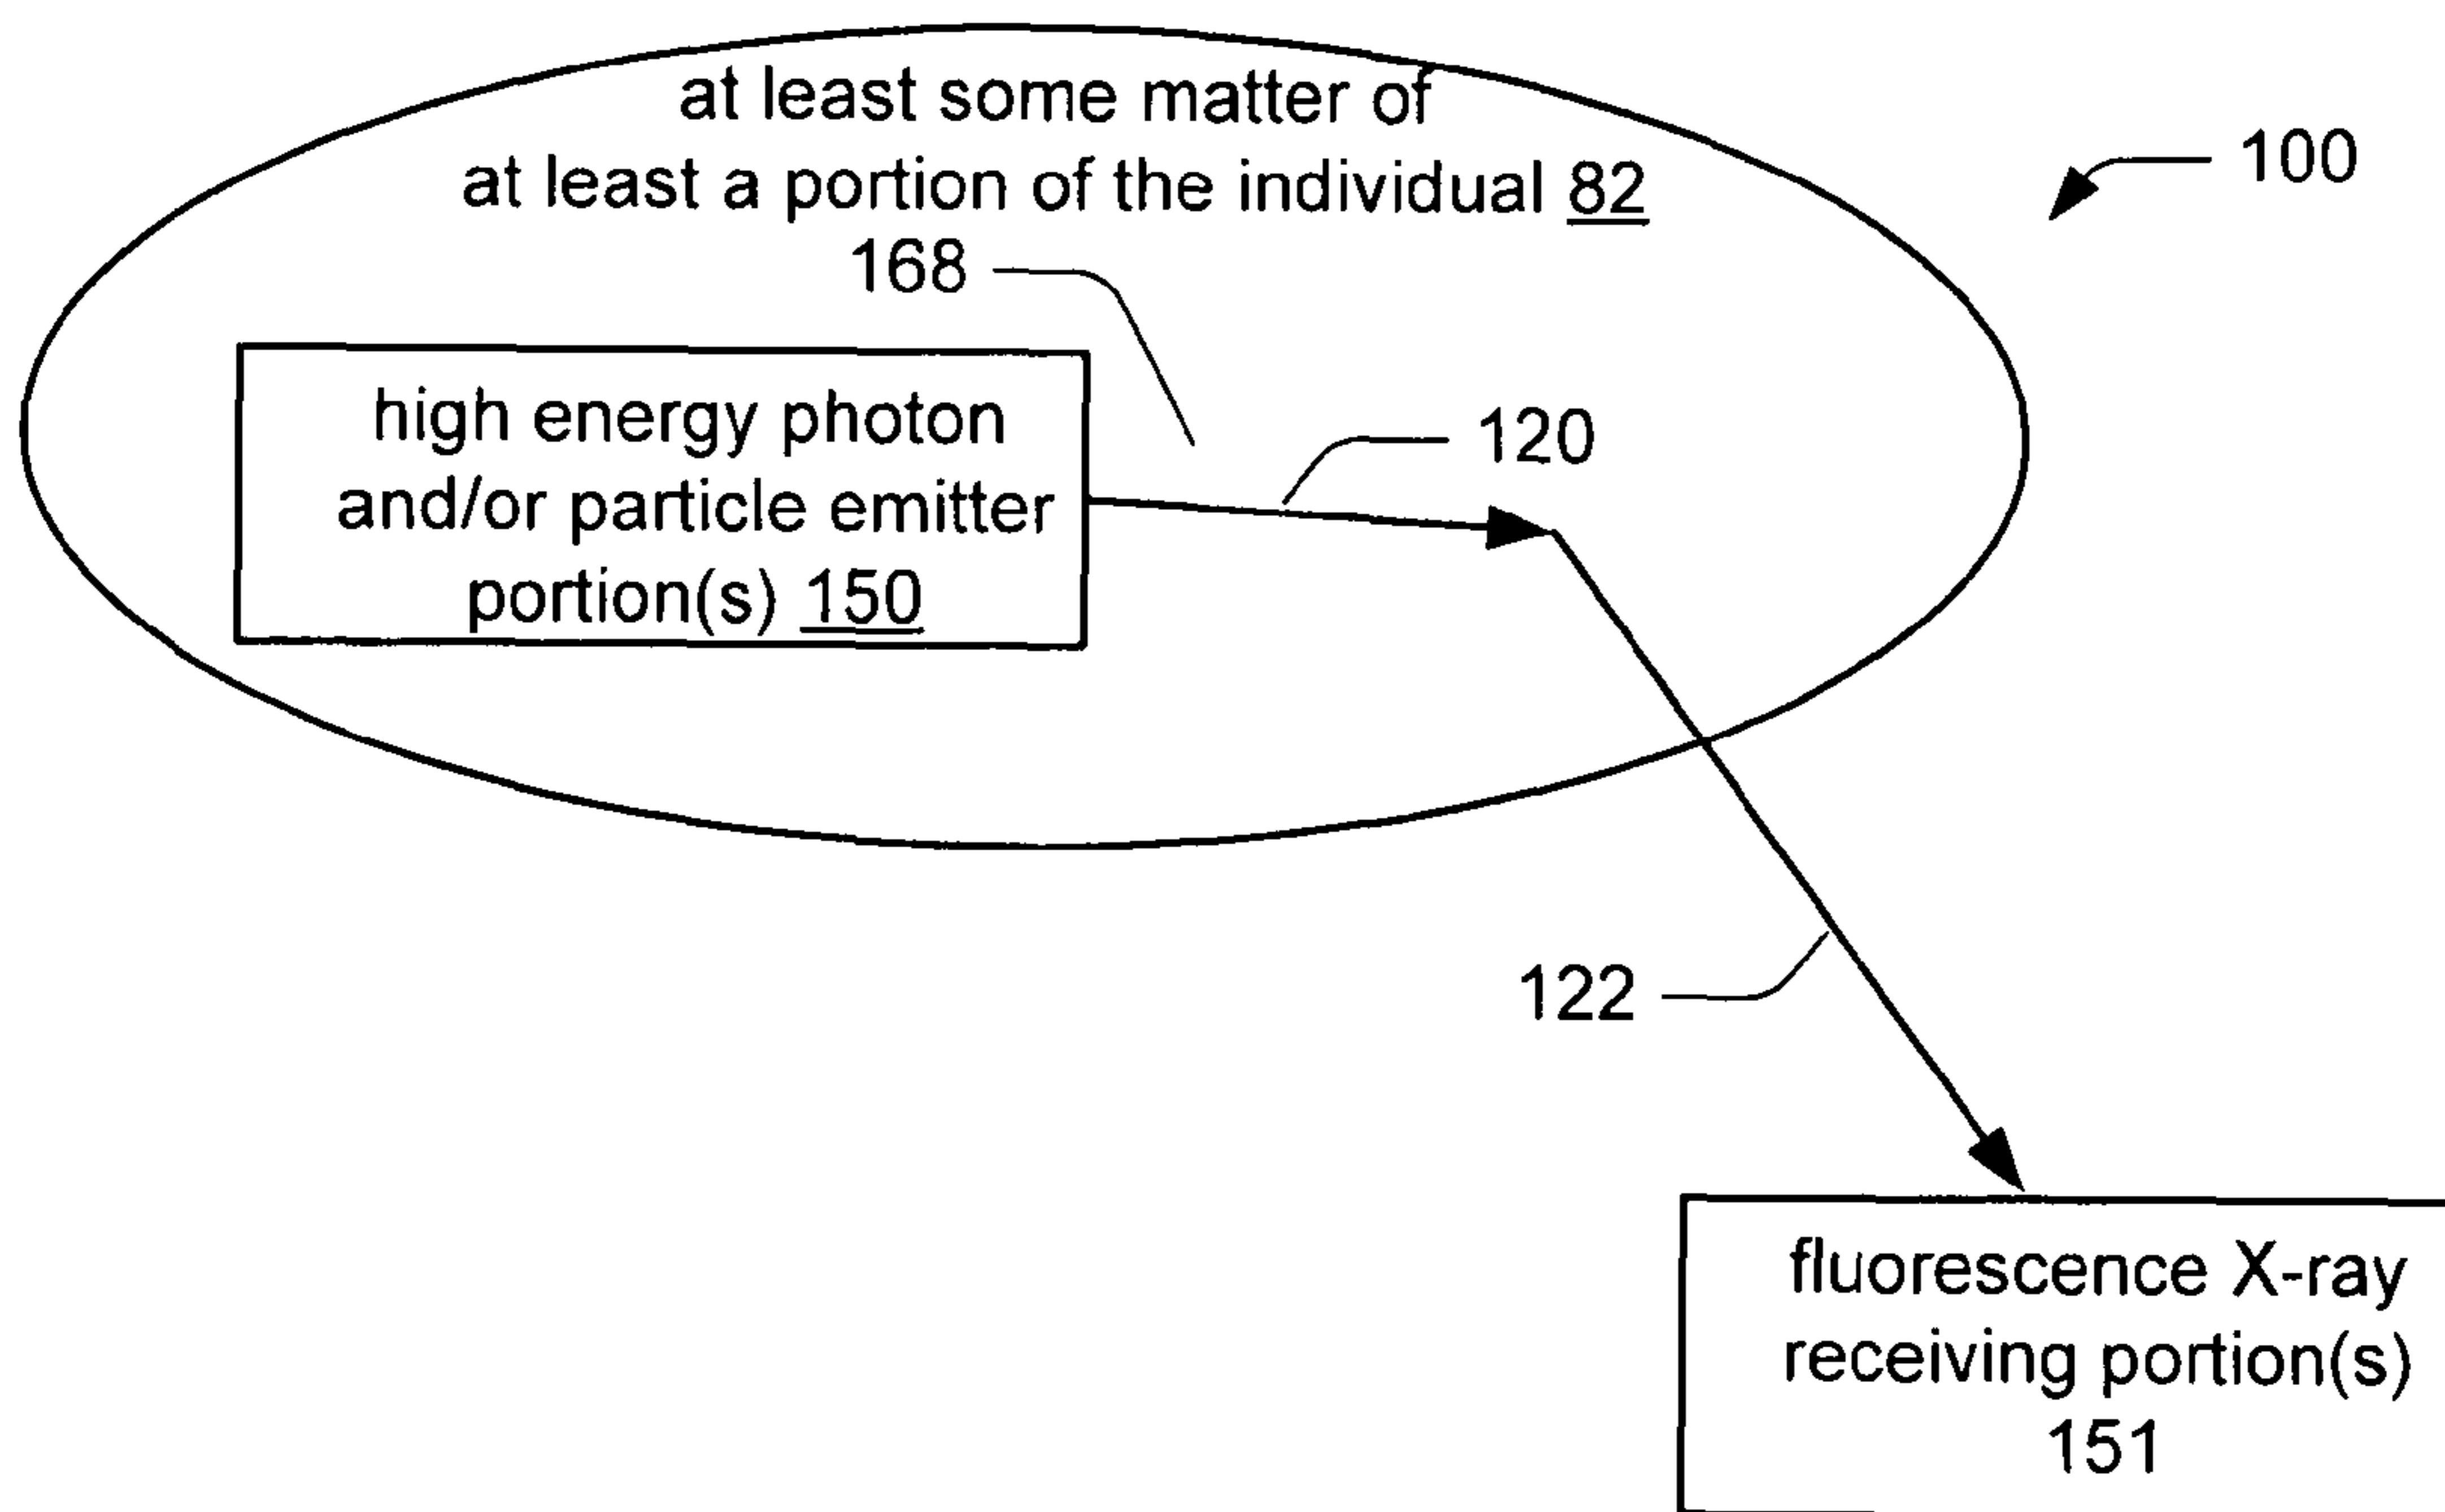 at least some matter of
at least a portion of the individual 82
100
168
120
high energy photon
and/or particle emitter
portion(s) 150
122
fluorescence X-ray
receiving portion(s)
151